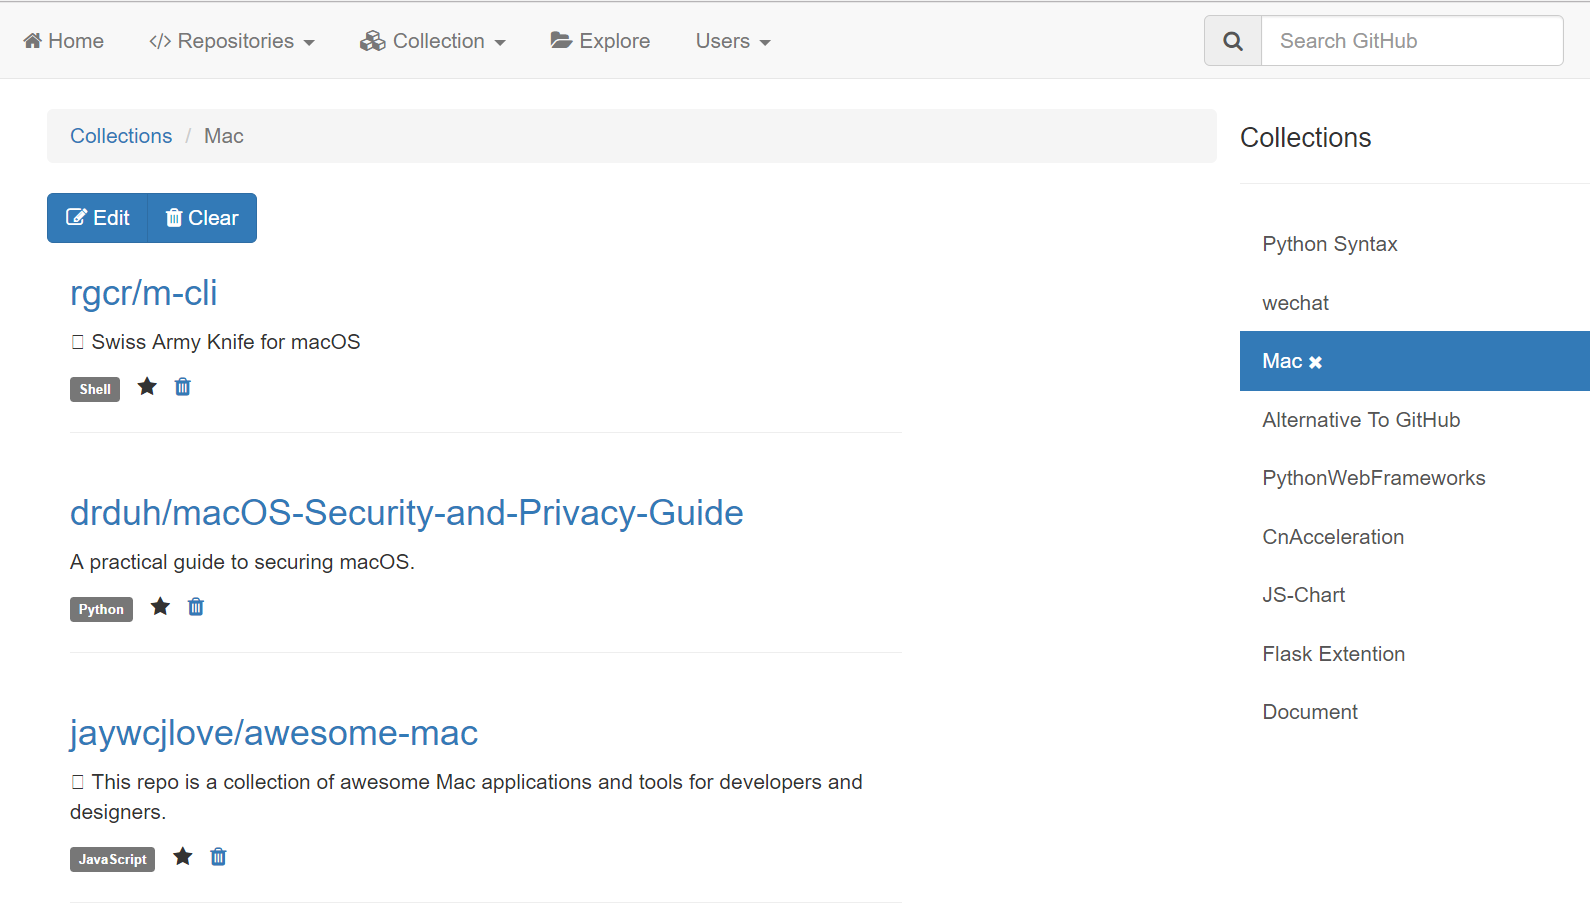 Home Repositories Collection Explore Users Search GitHub
Collections / Mac
Edit Clear
rgcr/m-cli
Swiss Army Knife for macOS
Shell
drduh/macOS-Security-and-Privacy-Guide
A practical guide to securing macOS.
Python
jaywcjlove/awesome-mac
This repo is a collection of awesome Mac applications and tools for developers and
designers.
JavaScript
Collections
Python Syntax
wechat
Mac
Alternative To GitHub
PythonWebFrameworks
CnAcceleration
JS-Chart
Flask Extention
Document